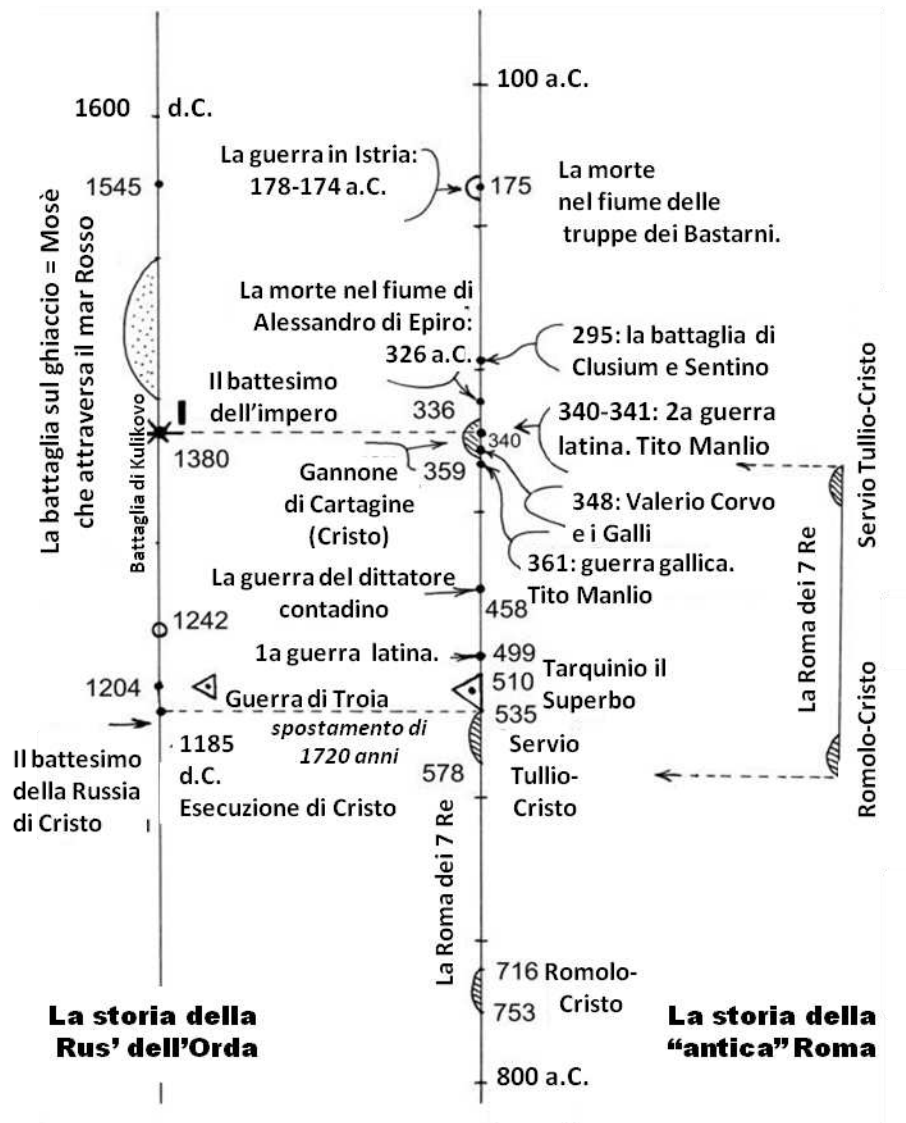 100 a.C.
1600 d.C.
La guerra in Istria:
178-174 a.C.
1545
175
La morte
nel fiume delle
truppe dei Bastarni.
La battaglia sul ghiaccio = Mosè
che attraversa il mar Rosso
La morte nel fiume di
Alessandro di Epiro:
326 a.C.
295: la battaglia di
Clusium e Sentino
Il battesimo
dell'impero
336
340-341: 2a guerra
latina. Tito Manlio
340
1380
Battaglia di Kulikovo
359
Gannone
di Cartagine
(Cristo)
348: Valerio Corvo
e i Galli
361: guerra gallica.
Tito Manlio
Servio Tullio-Cristo
La Roma dei 7 Re
Romolo-Cristo
La guerra del dittatore
contadino
458
1242
1a guerra latina.
499
1204
Guerra di Troia
510
Tarquinio il
Superbo
535
spostamento di
1720 anni
1185
d.C.
Esecuzione di Cristo
Il battesimo
della Russia
di Cristo
578
Servio
Tullio-
Cristo
La Roma dei 7 Re
716
Romolo-
Cristo
753
La storia della
Rus' dell'Orda
La storia della
“antica” Roma
800 a.C.